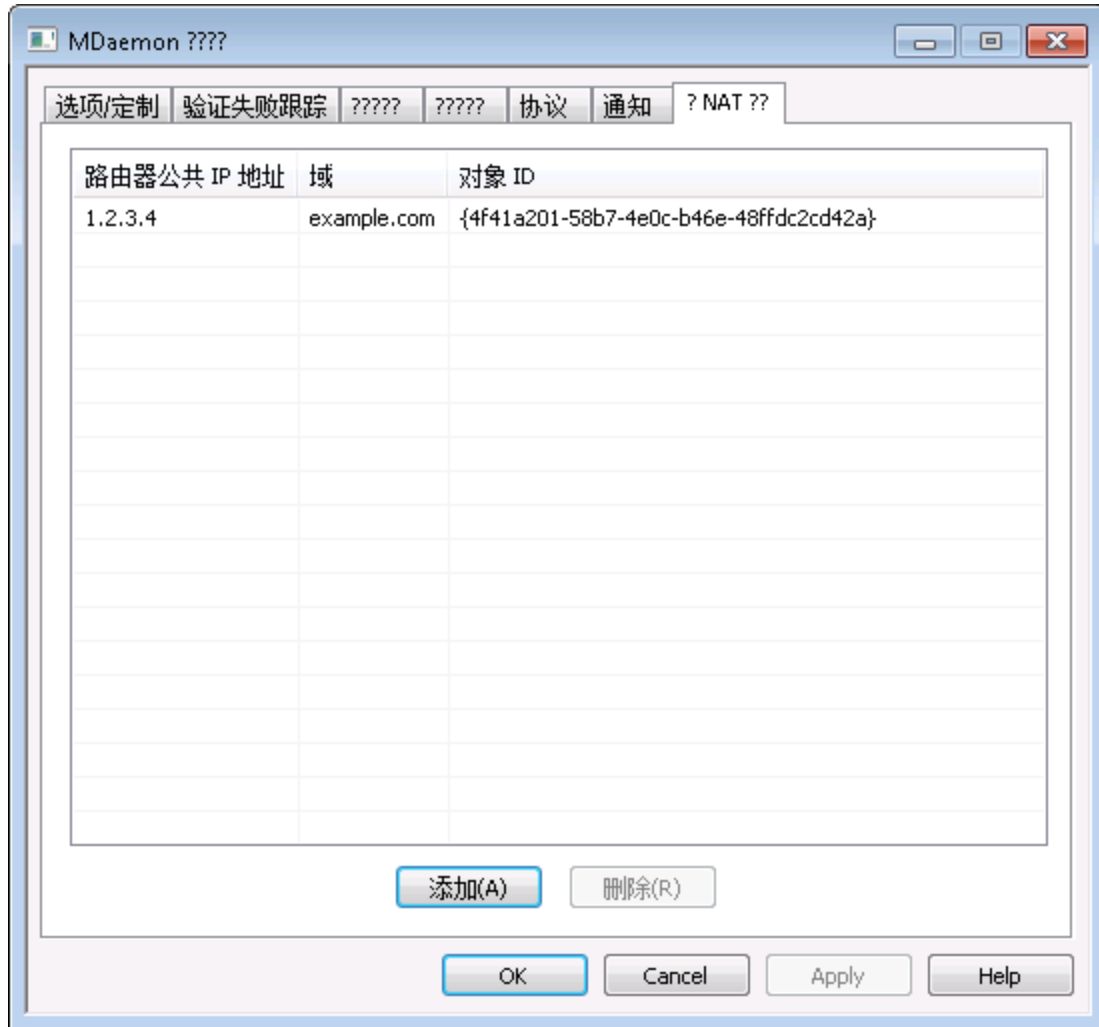 MDaemon ????
选项/定制 验证失败跟踪 ????? ????? 协议 通知 ? NAT ??
路由器公共 IP 地址 域 对象 ID
1.2.3.4 example.com {4f41a201-58b7-4e0c-b46e-48ffdc2cd42a}
添加(A) 删除(R)
OK Cancel Apply Help